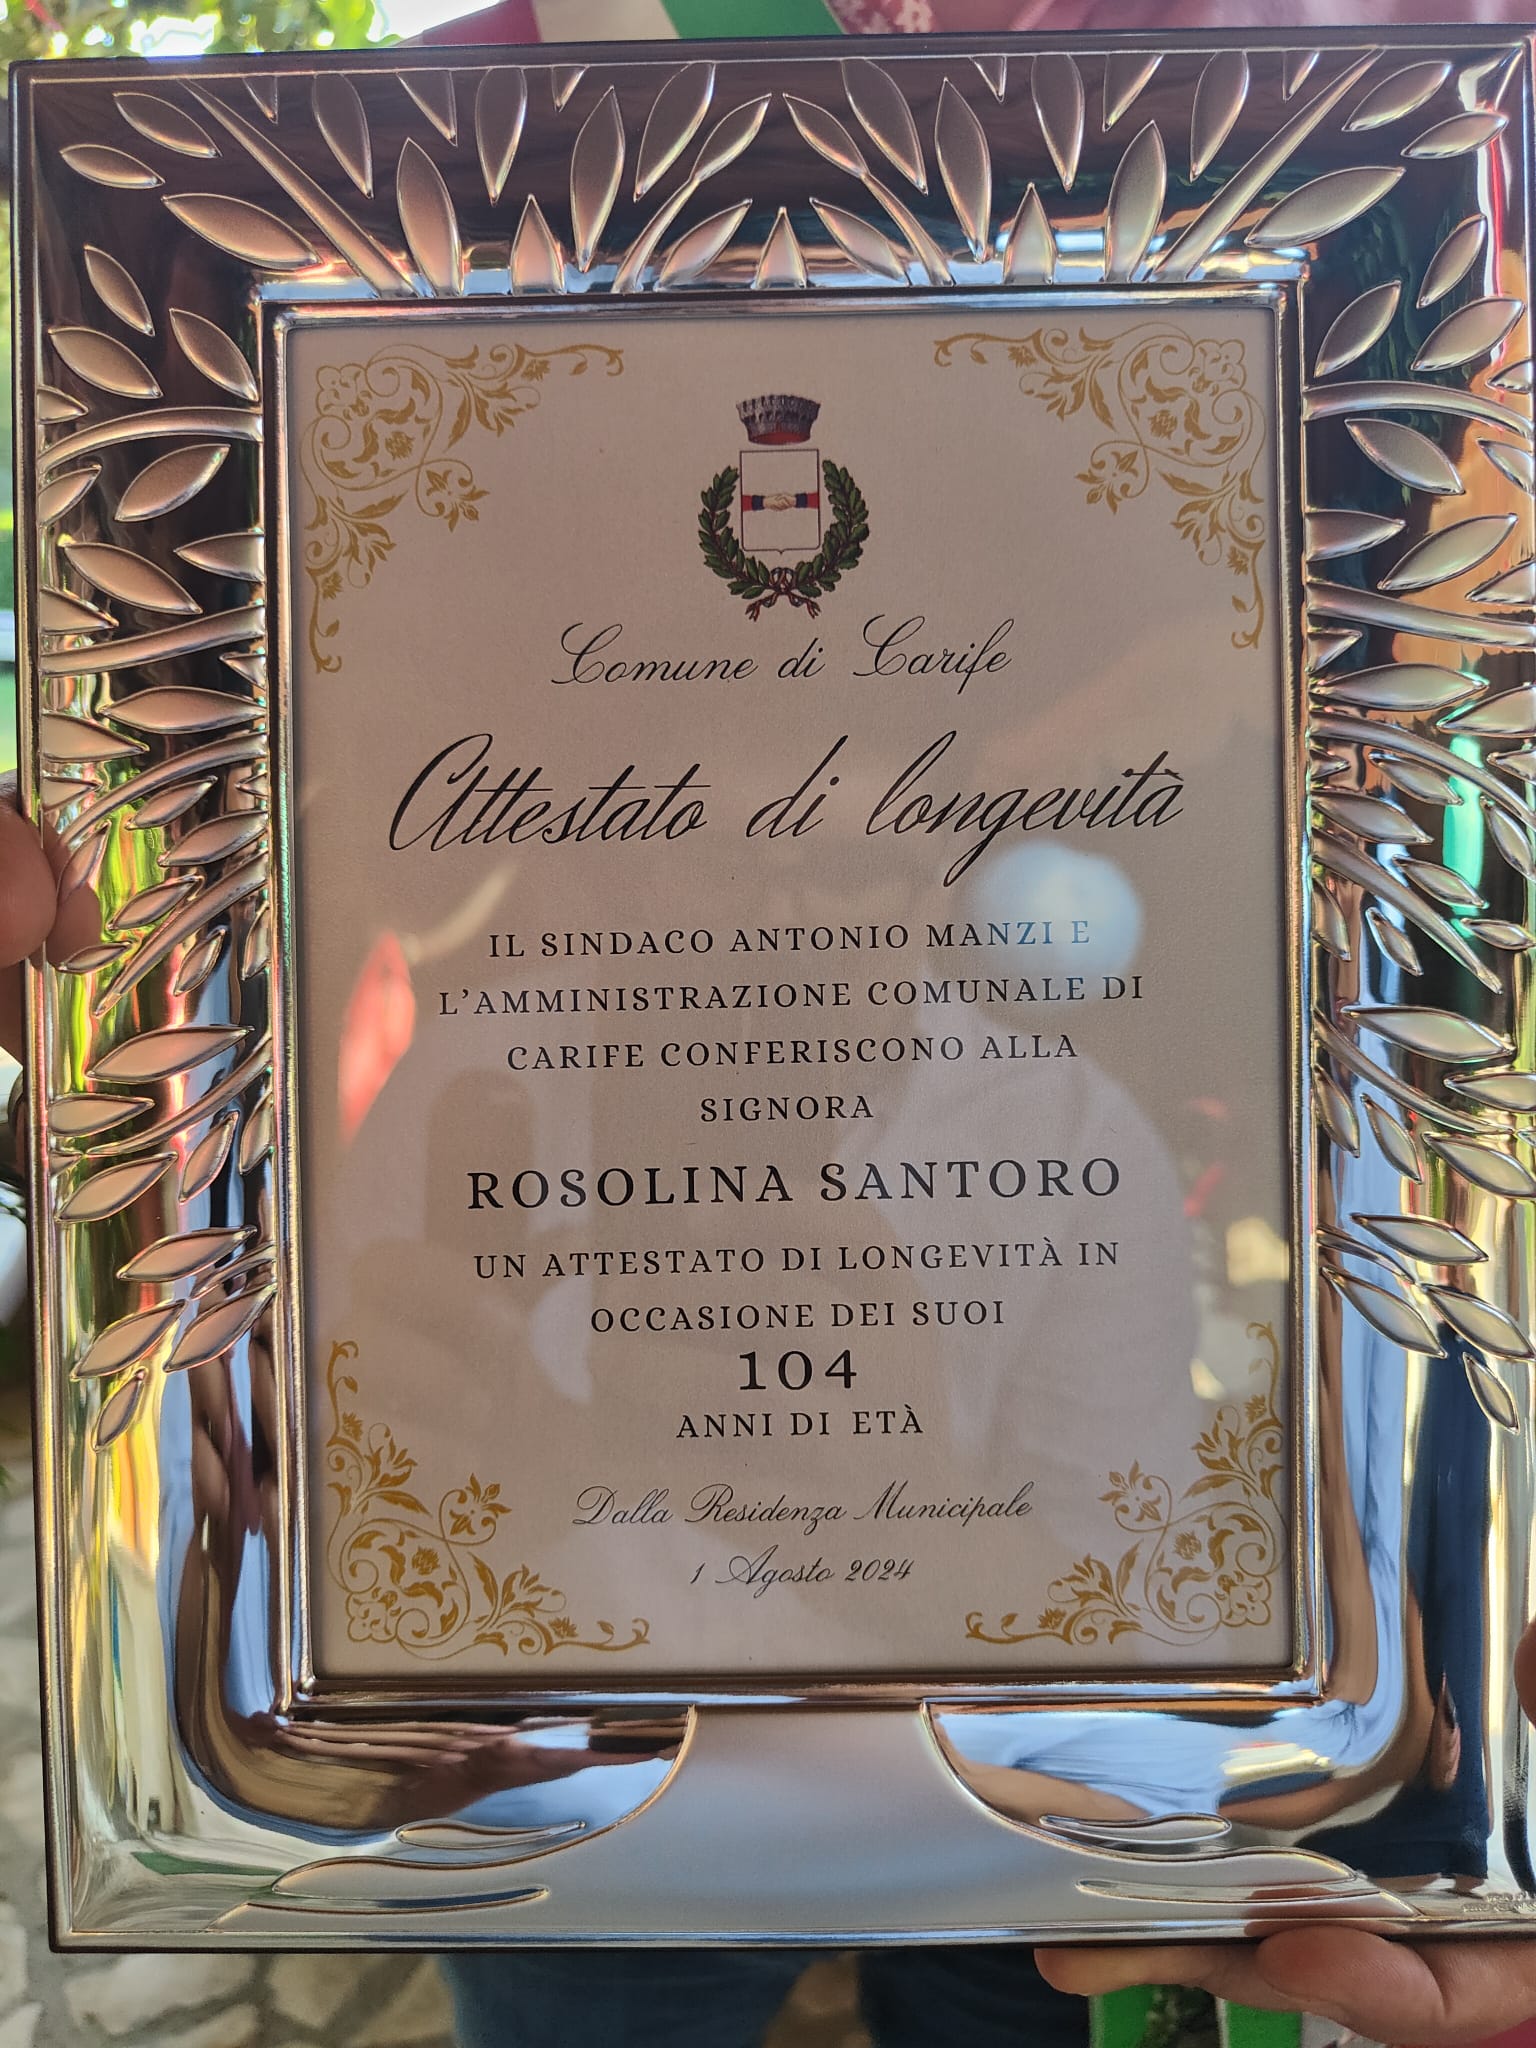 Comune di Carife
Attestato di longevità
IL SINDACO ANTONIO MANZI E
L'AMMINISTRAZIONE COMUNALE DI
CARIFE CONFERISCONO ALLA
SIGNORA
ROSOLINA SANTORO
UN ATTESTATO DI LONGEVITÀ IN
OCCASIONE DEI SUOI
104
ANNI DI ETÀ
Dalla Residenza Municipale
1 Agosto 2024